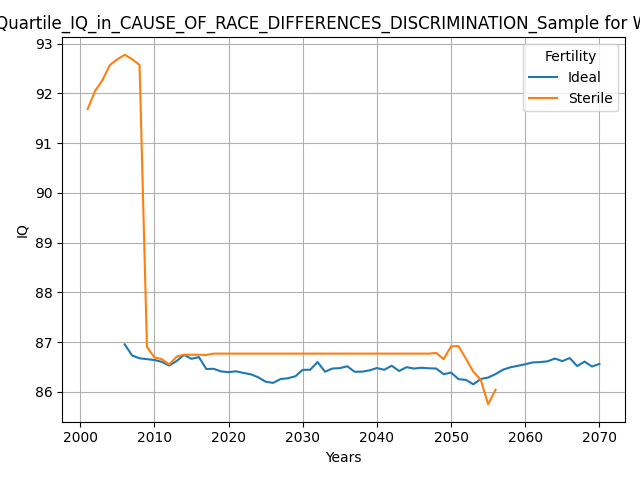 Quartile_IQ_in_CAUSE_OF_RACE_DIFFERENCES_DISCRIMINATION_Sample for
93
92
91
90
89
88
87
86
IQ
Fertility
Ideal
Sterile
2000 2010 2020 2030 2040 2050 2060 2070
Years